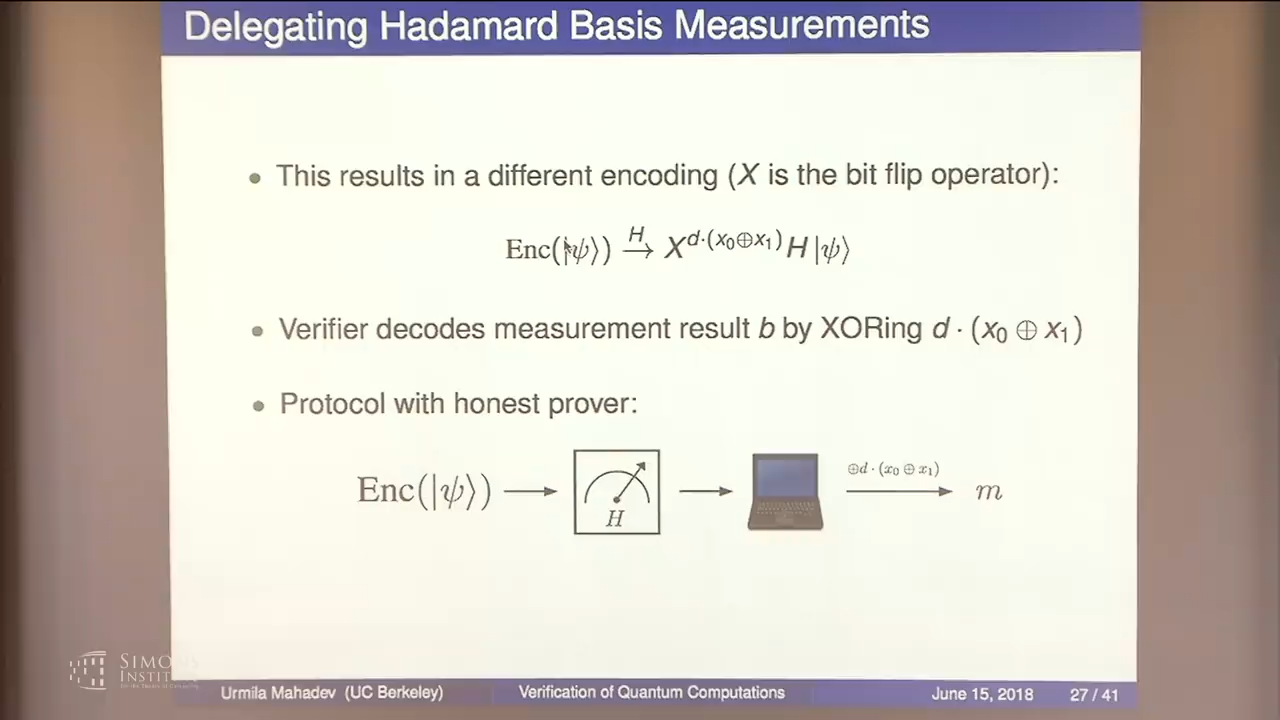 Delegating Hadamard Basis Measurements
• This results in a different encoding (X is the bit flip operator):
Enc(|ψ⟩) →^H X^{d·(x₀⊕x₁)} H |ψ⟩
• Verifier decodes measurement result b by XORing d · (x₀ ⊕ x₁)
• Protocol with honest prover:
Enc(|ψ⟩)
H
⊕d · (x₀ ⊕ x₁)
m
Urmila Mahadev (UC Berkeley) Verification of Quantum Computations June 15, 2018 27 / 41